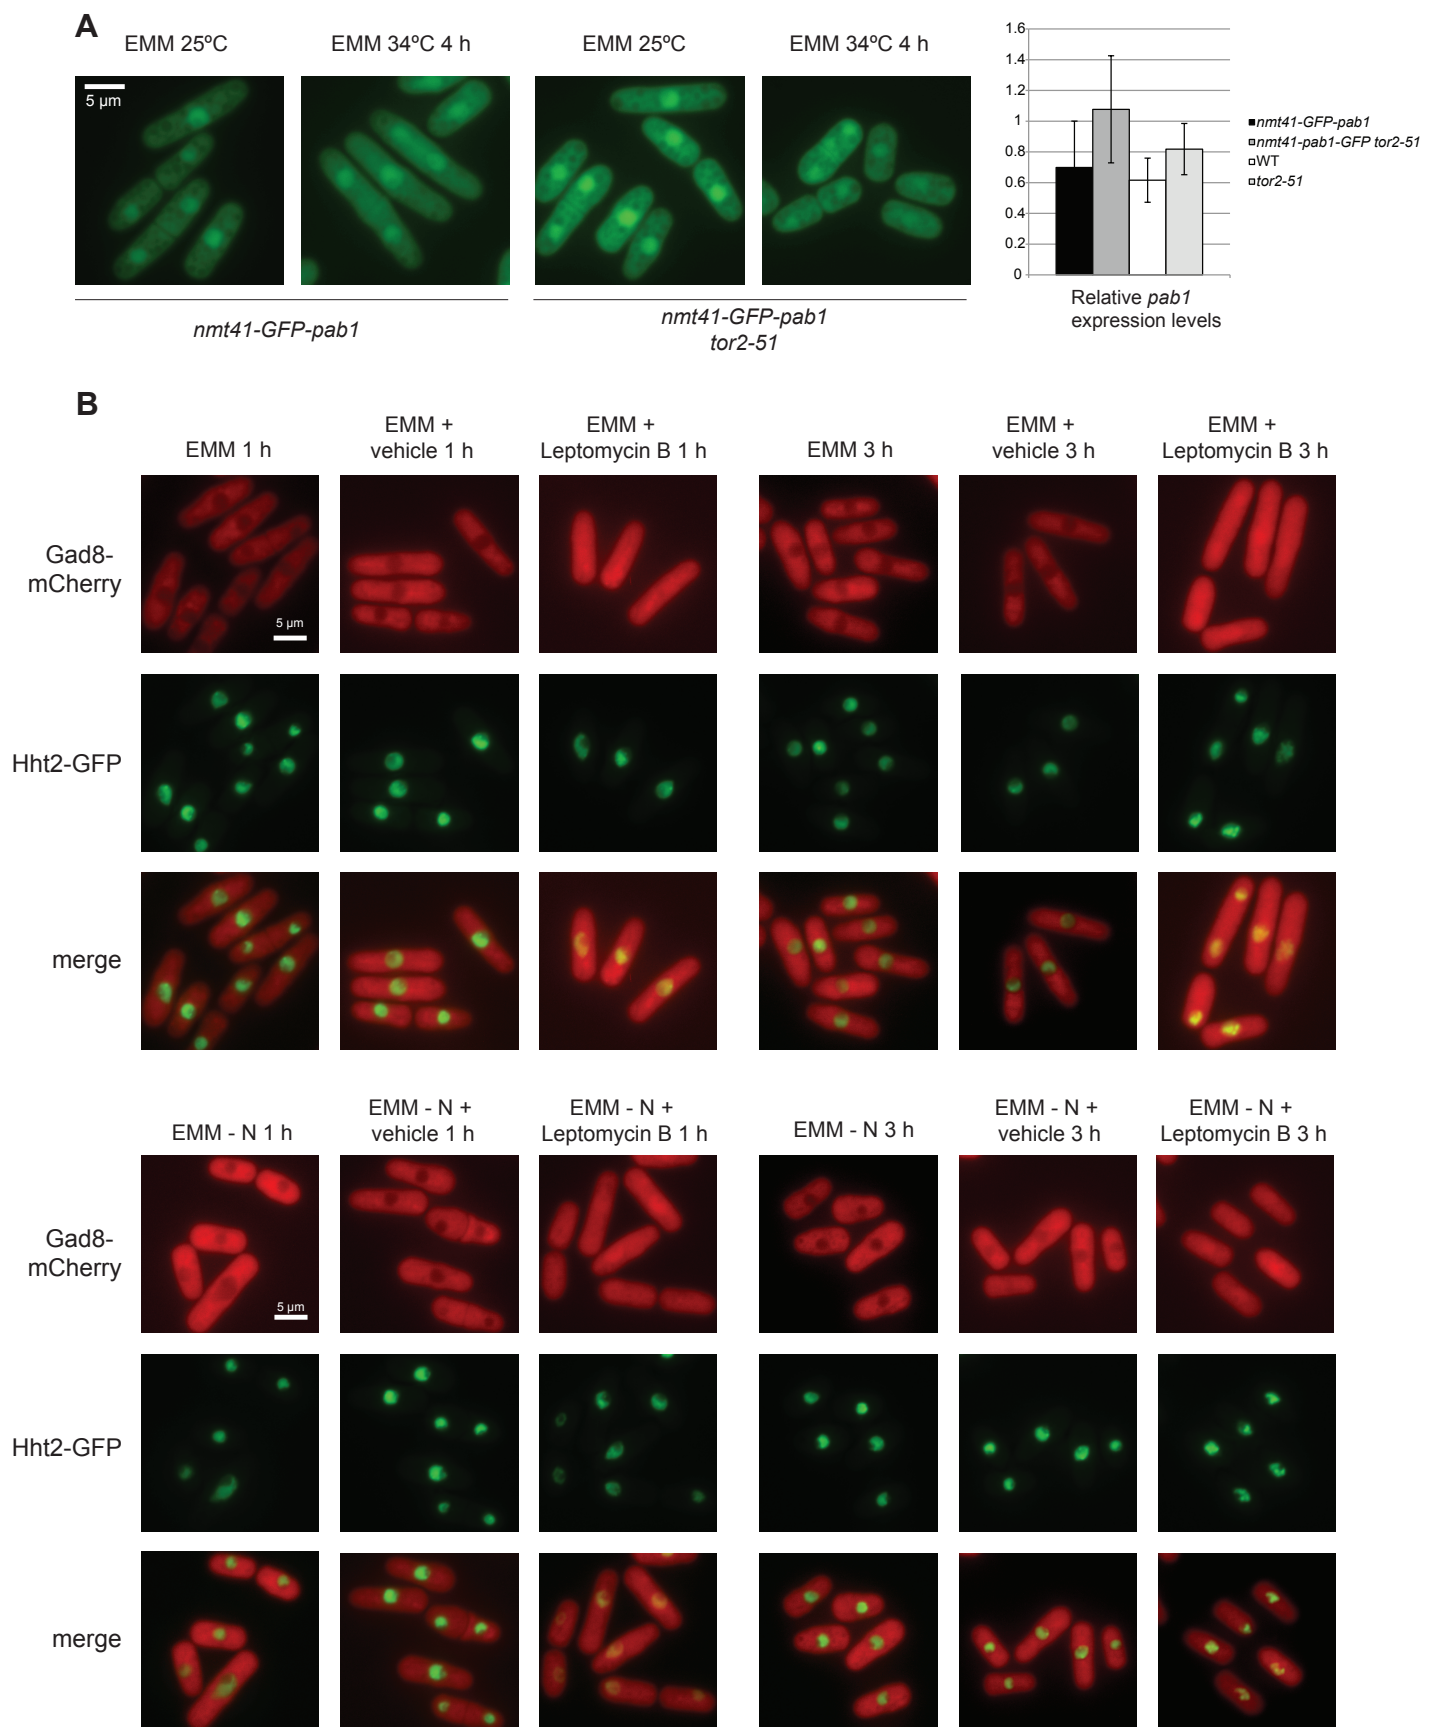 A
EMM 25ºC
EMM 34ºC 4 h
EMM 25ºC
EMM 34ºC 4 h
5 µm
nmt41-GFP-pab1
nmt41-GFP-pab1
tor2-51
1.6
1.4
1.2
1
0.8
0.6
0.4
0.2
0
nmt41-GFP-pab1
nmt41-pab1-GFP tor2-51
WT
tor2-51
Relative pab1
expression levels
B
EMM 1 h
EMM +
vehicle 1 h
EMM +
Leptomycin B 1 h
EMM 3 h
EMM +
vehicle 3 h
EMM +
Leptomycin B 3 h
Gad8-
mCherry
5 µm
Hht2-GFP
merge
EMM - N 1 h
EMM - N +
vehicle 1 h
EMM - N +
Leptomycin B 1 h
EMM - N 3 h
EMM - N +
vehicle 3 h
EMM - N +
Leptomycin B 3 h
Gad8-
mCherry
5 µm
Hht2-GFP
merge